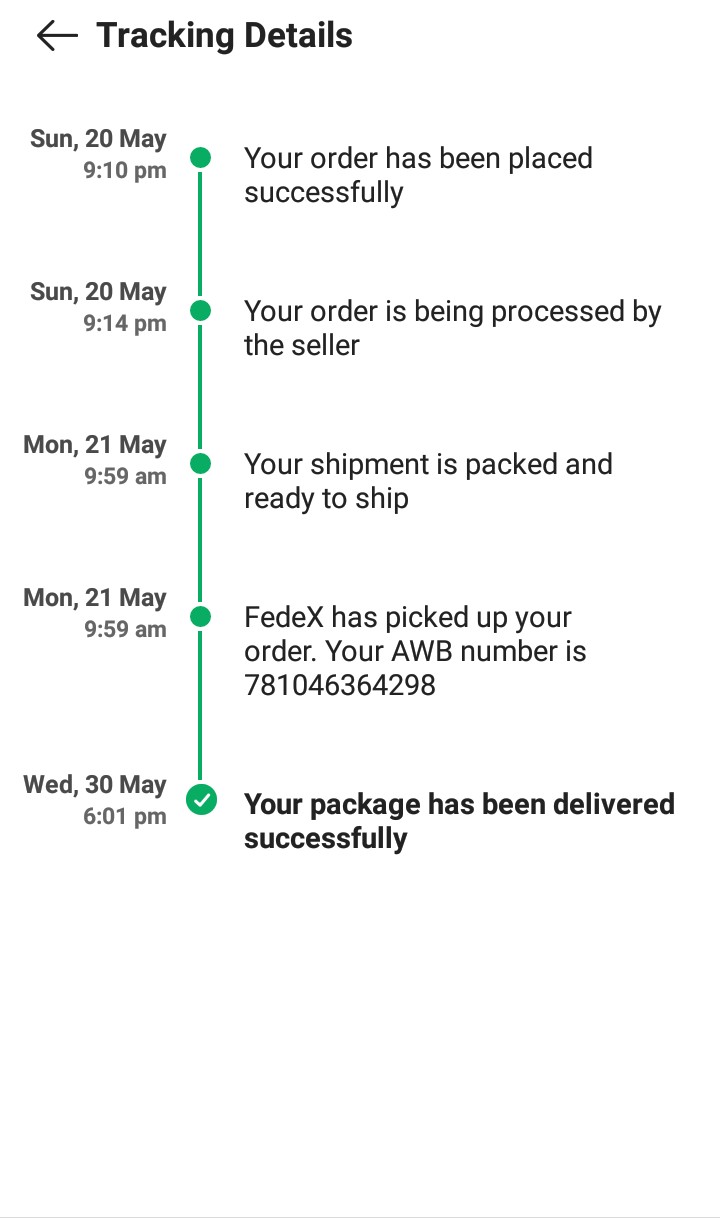 Tracking Details
Sun, 20 May
9:10 pm
Your order has been placed
successfully
Sun, 20 May
9:14 pm
Your order is being processed by
the seller
Mon, 21 May
9:59 am
Your shipment is packed and
ready to ship
Mon, 21 May
9:59 am
FedeX has picked up your
order. Your AWB number is
781046364298
Wed, 30 May
6:01 pm
Your package has been delivered
successfully